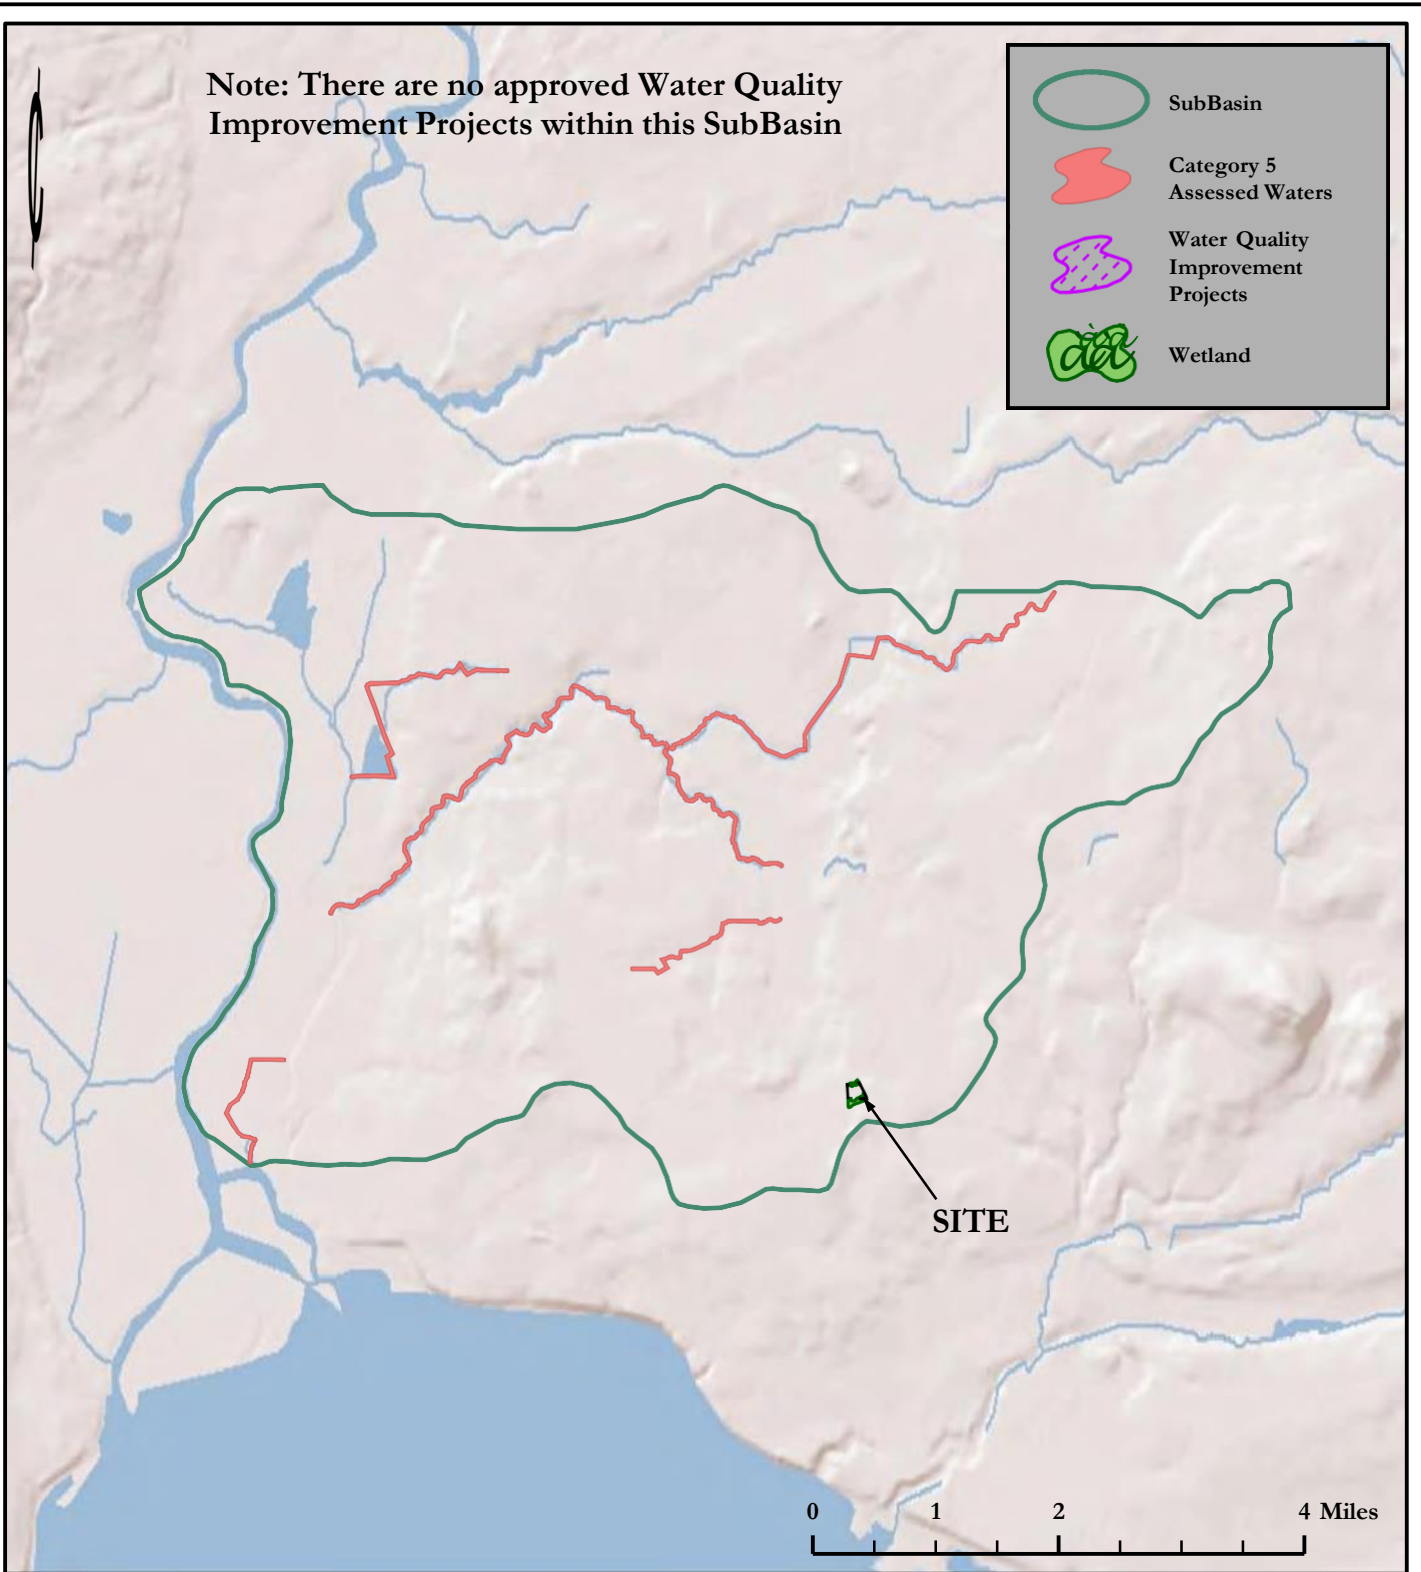 Note: There are no approved Water Quality
Improvement Projects within this SubBasin
SubBasin
Category 5
Assessed Waters
Water Quality
Improvement
Projects
Wetland
SITE
0 1 2 4 Miles